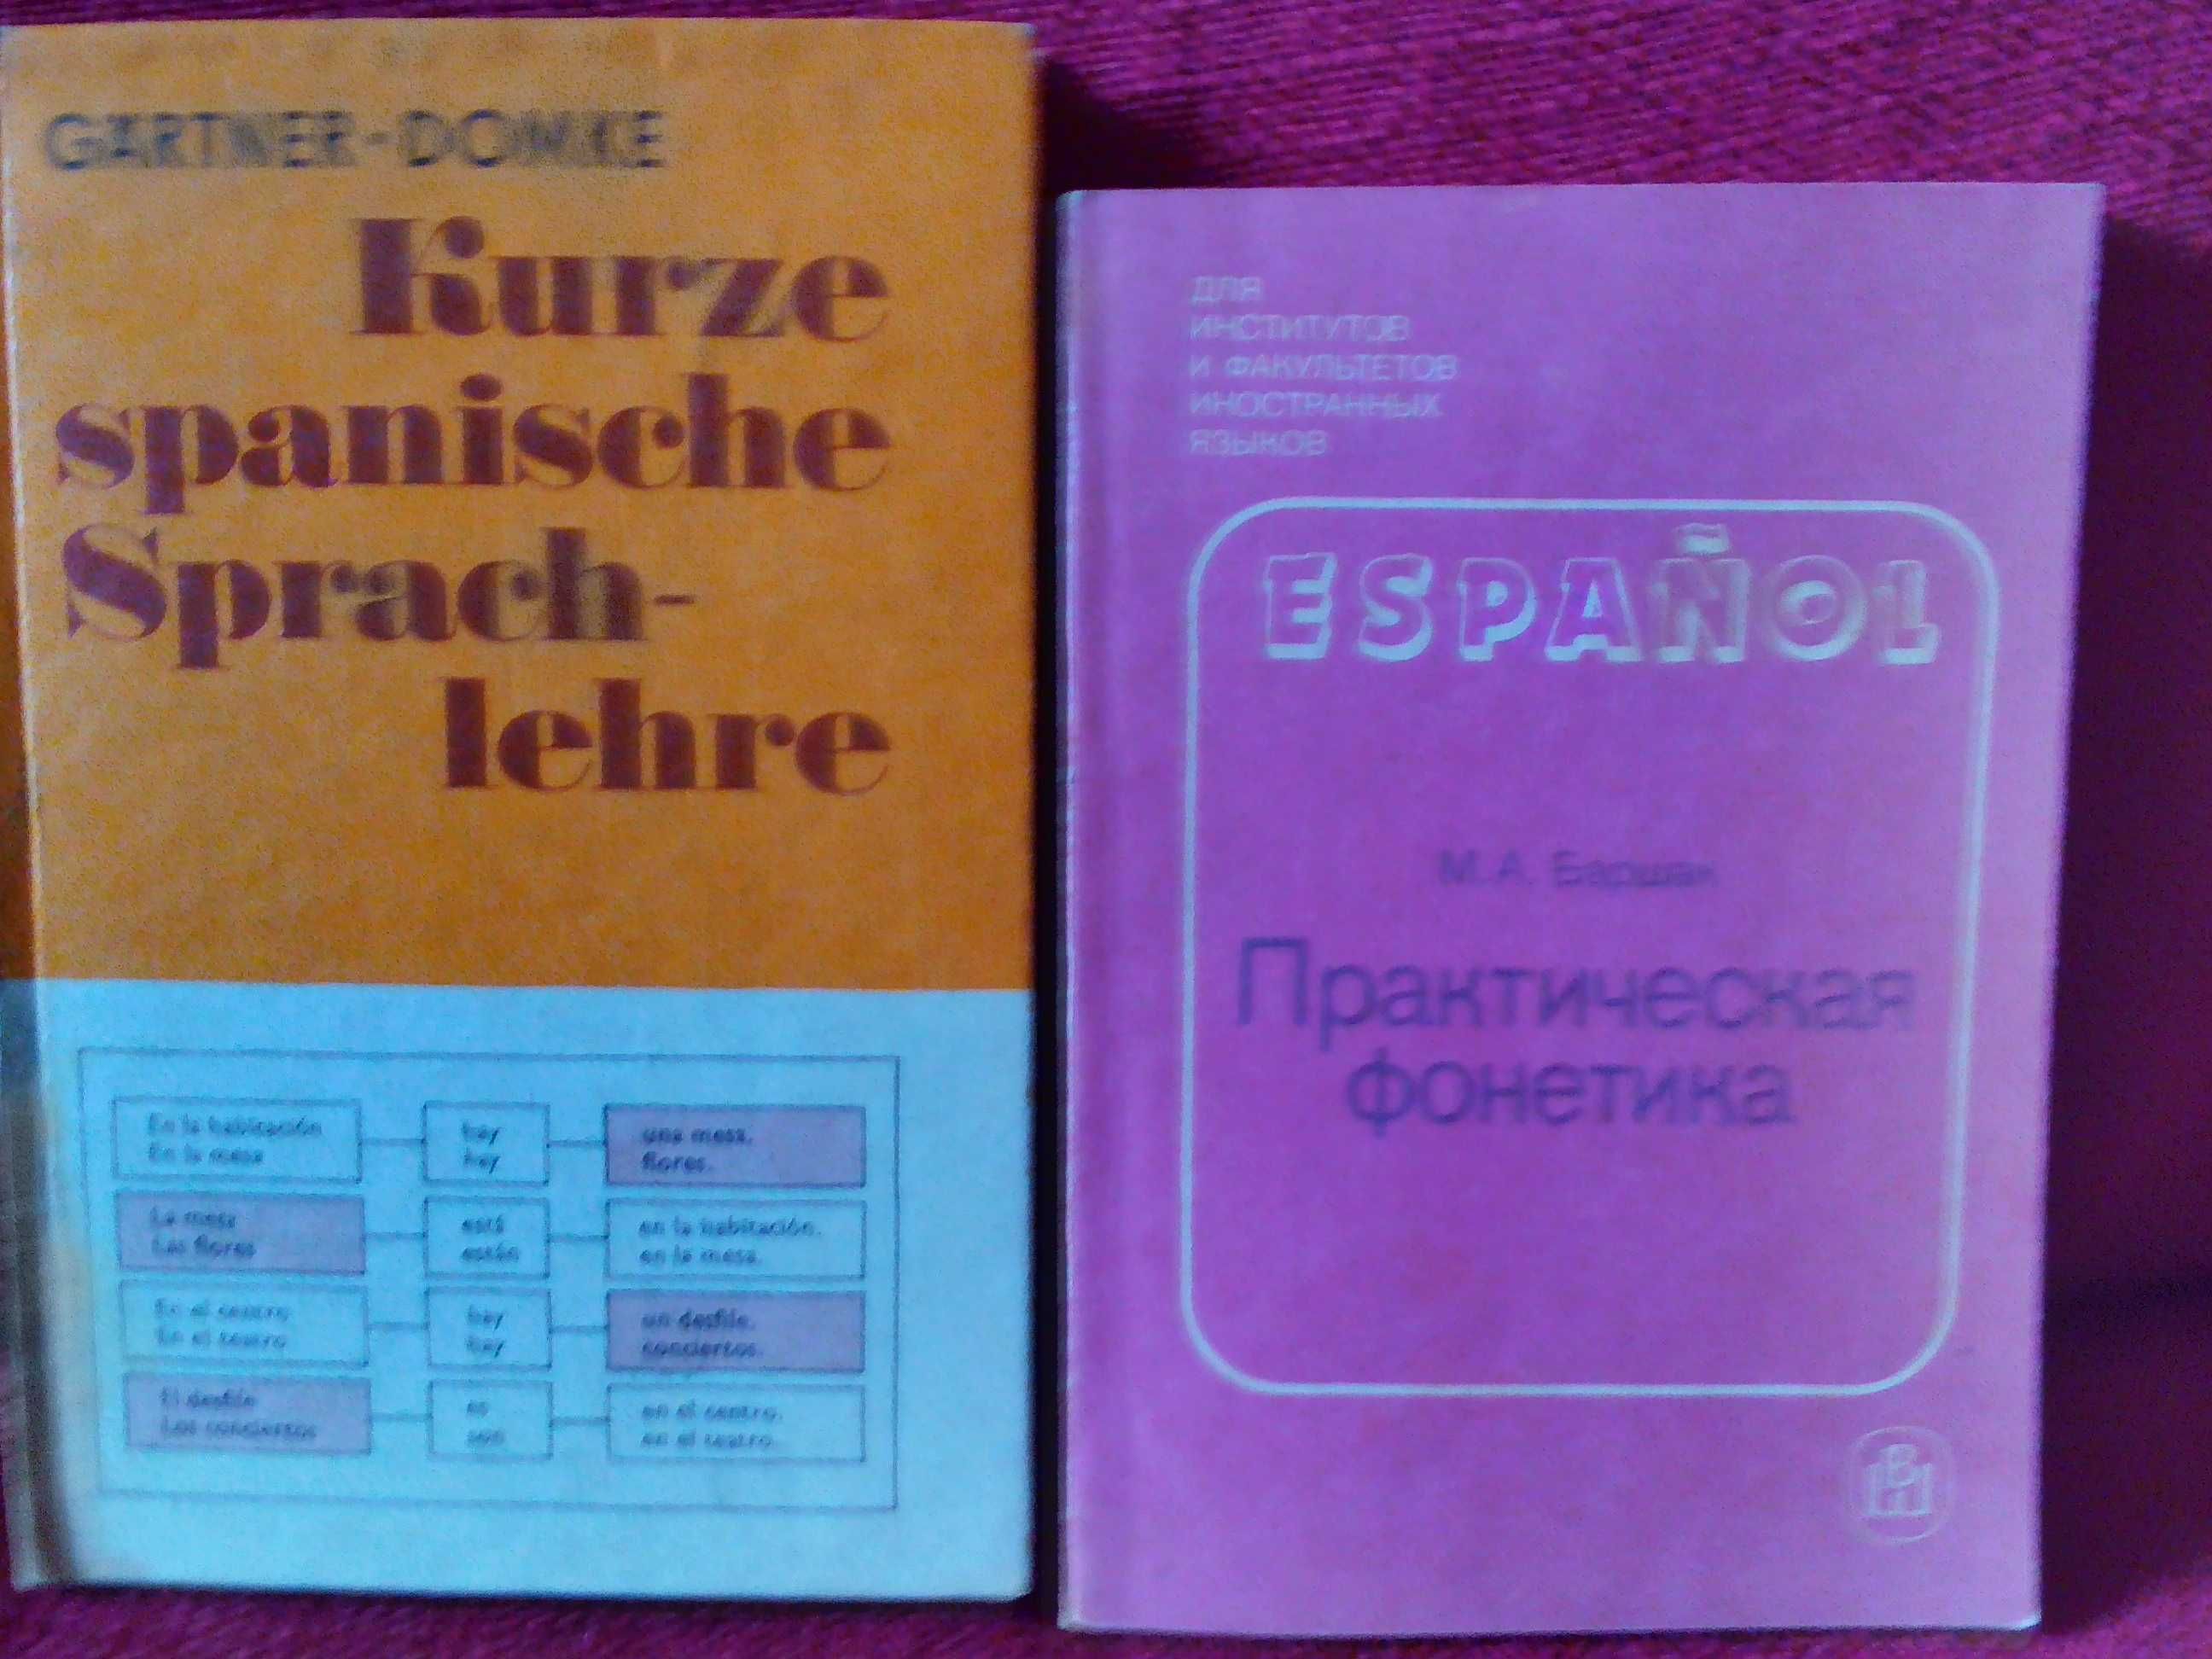 GÄRTNER-DOMKE
Kurze
spanische
Sprach-
lehre
En la habitación hay una mesa.
En la mesa hay flores.
La mesa está en la habitación.
Las flores están en la mesa.
En el centro hay un desfile.
En el teatro hay conciertos.
El desfile es en el centro.
Los conciertos son en el teatro.
ДЛЯ
ИНСТИТУТОВ
И ФАКУЛЬТЕТОВ
ИНОСТРАННЫХ
ЯЗЫКОВ
ESPAÑOL
М. А. Баршак
Практическая
фонетика
ВШ